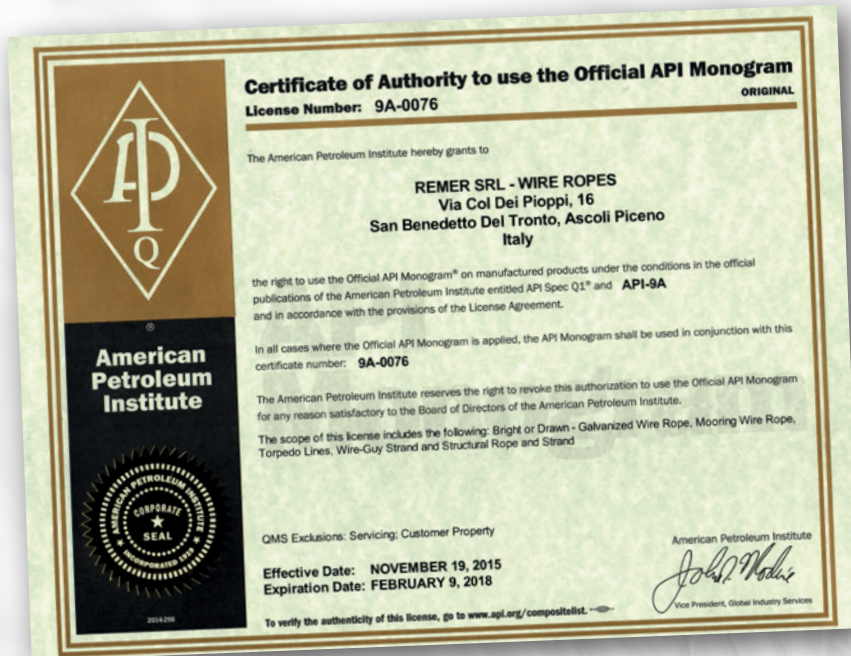 Certificate of Authority to use the Official API Monogram
License Number: 9A-0076
ORIGINAL
The American Petroleum Institute hereby grants to
REMER SRL - WIRE ROPES
Via Col Dei Pioppi, 16
San Benedetto Del Tronto, Ascoli Piceno
Italy
the right to use the Official API Monogram® on manufactured products under the conditions in the official
publications of the American Petroleum Institute entitled API Spec Q1® and API-9A
and in accordance with the provisions of the License Agreement.
In all cases where the Official API Monogram is applied, the API Monogram shall be used in conjunction with this
certificate number: 9A-0076
The American Petroleum Institute reserves the right to revoke this authorization to use the Official API Monogram
for any reason satisfactory to the Board of Directors of the American Petroleum Institute.
The scope of this license includes the following: Bright or Drawn - Galvanized Wire Rope, Mooring Wire Rope,
Torpedo Lines, Wire-Guy Strand and Structural Rope and Strand
QMS Exclusions: Servicing; Customer Property
Effective Date: NOVEMBER 19, 2015
Expiration Date: FEBRUARY 9, 2018
To verify the authenticity of this license, go to www.api.org/compositelist.
American Petroleum Institute
Vice President, Global Industry Services
API
Q
®
American
Petroleum
Institute
AMERICAN PETROLEUM INSTITUTE
CORPORATE
SEAL
INCORPORATED 1919